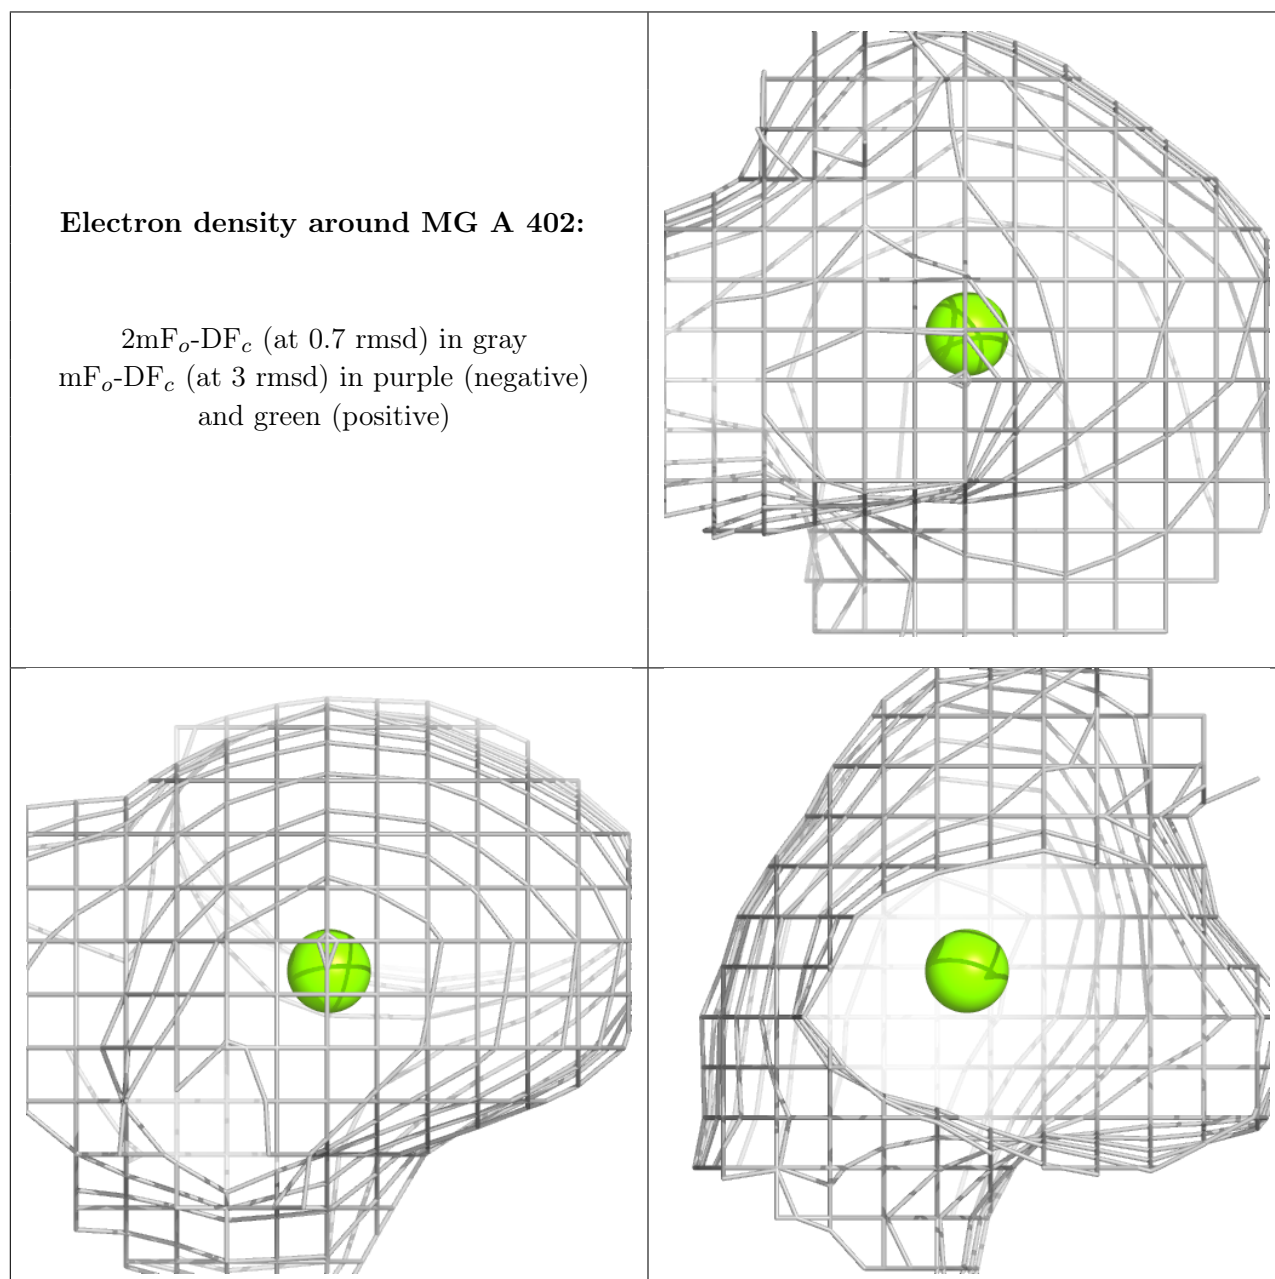 Electron density around MG A 402:
2mFo-DFc (at 0.7 rmsd) in gray
mFo-DFc (at 3 rmsd) in purple (negative)
and green (positive)